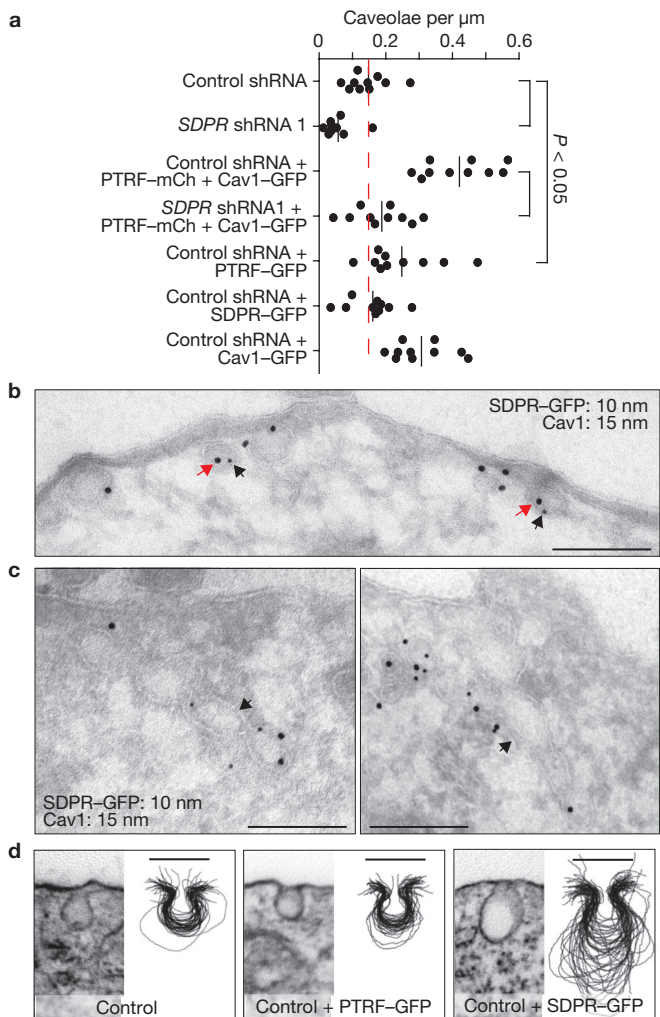 a
Caveolae per µm
0 0.2 0.4 0.6
Control shRNA
SDPR shRNA 1
Control shRNA +
PTRF–mCh + Cav1–GFP
SDPR shRNA1 +
PTRF–mCh + Cav1–GFP
Control shRNA +
PTRF–GFP
Control shRNA +
SDPR–GFP
Control shRNA +
Cav1–GFP
P < 0.05
b
SDPR–GFP: 10 nm
Cav1: 15 nm
c
SDPR–GFP: 10 nm
Cav1: 15 nm
d
Control
Control + PTRF–GFP
Control + SDPR–GFP